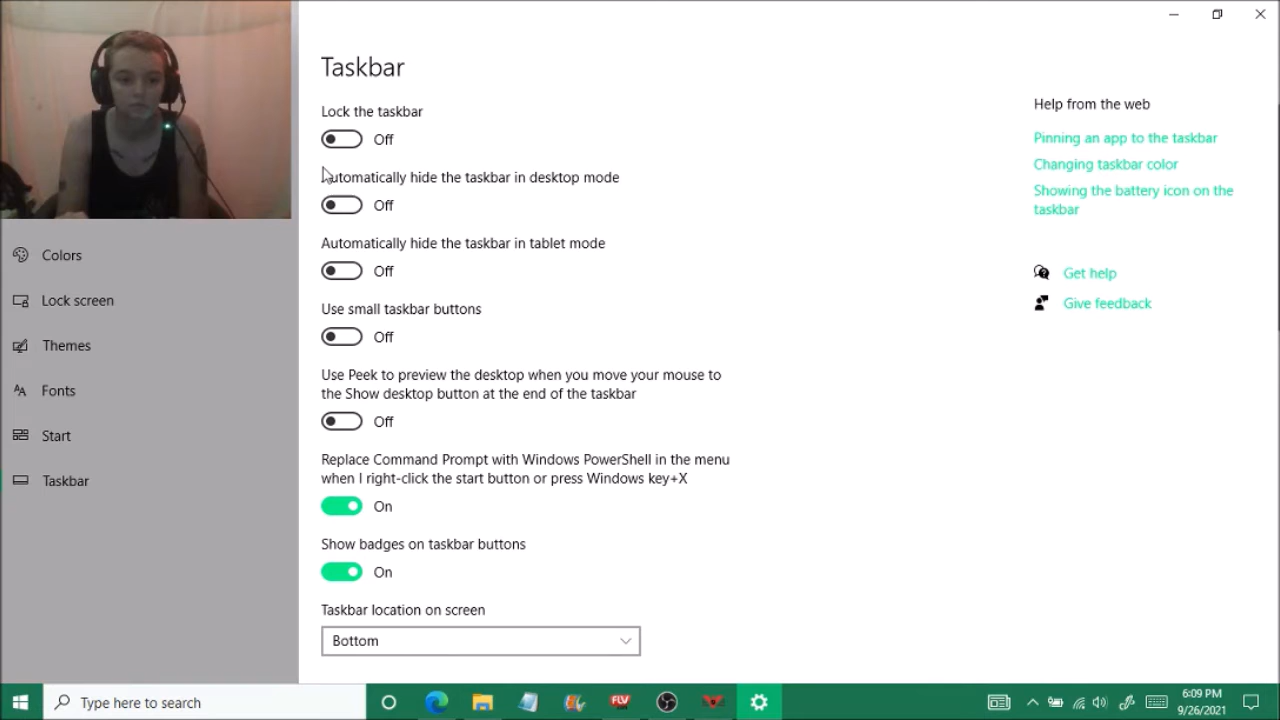 Taskbar
Lock the taskbar
Off
Automatically hide the taskbar in desktop mode
Off
Automatically hide the taskbar in tablet mode
Off
Use small taskbar buttons
Off
Use Peek to preview the desktop when you move your mouse to
the Show desktop button at the end of the taskbar
Off
Replace Command Prompt with Windows PowerShell in the menu
when I right-click the start button or press Windows key+X
On
Show badges on taskbar buttons
On
Taskbar location on screen
Bottom
Help from the web
Pinning an app to the taskbar
Changing taskbar color
Showing the battery icon on the
taskbar
Get help
Give feedback
Colors
Lock screen
Themes
Fonts
Start
Taskbar
Type here to search
FLV
6:09 PM
9/26/2021